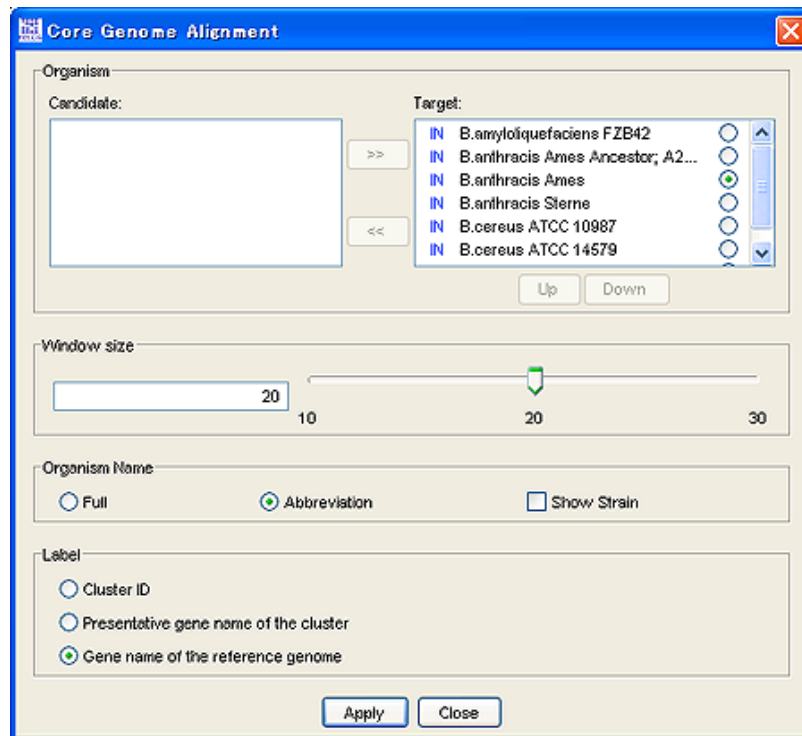 Core Genome Alignment
Organism
Candidate:
Target:
>>
<<
IN B.amyloliquefaciens FZB42
IN B.anthracis Ames Ancestor; A2...
IN B.anthracis Ames
IN B.anthracis Sterne
IN B.cereus ATCC 10987
IN B.cereus ATCC 14579
Up Down
Window size
20
10 20 30
Organism Name
Full Abbreviation Show Strain
Label
Cluster ID
Presentative gene name of the cluster
Gene name of the reference genome
Apply Close